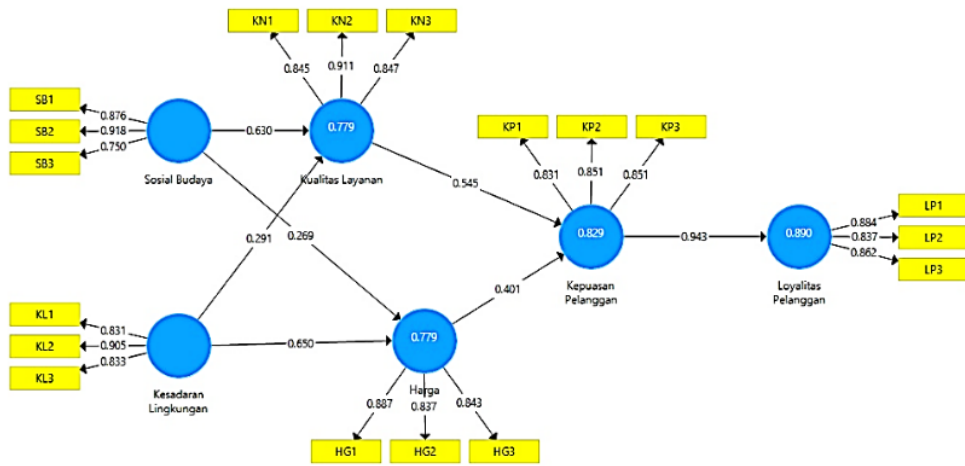 KN1
KN2
KN3
0.845
0.911
0.847
SB1
SB2
SB3
0.876
0.918
0.750
Sosial Budaya
0.630
0.779
Kualitas Layanan
0.291
0.269
0.545
KP1
KP2
KP3
0.831
0.851
0.851
0.829
Kepuasan
Pelanggan
0.943
0.890
Loyalitas
Pelanggan
0.884
0.837
0.862
LP1
LP2
LP3
KL1
KL2
KL3
0.831
0.905
0.833
Kesadaran
Lingkungan
0.650
0.401
0.779
Harga
0.887
0.837
0.843
HG1
HG2
HG3